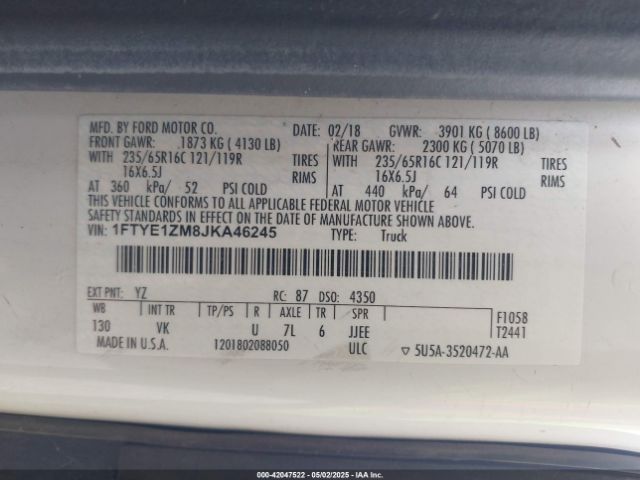 MFD. BY FORD MOTOR CO. 02/18 GVWR: 3901 KG ( 8600 LB)
FRONT GAWR: 1873 KG ( 4130 LB) REAR GAWR: 2300 KG ( 5070 LB)
WITH 235/65R16C 121/119R TIRES WITH 235/65R16C 121/119R TIRES
16X6.5J RIMS 16X6.5J RIMS
AT 360 kPa/ 52 PSI COLD AT 440 kPa/ 64 PSI COLD
THIS VEHICLE CONFORMS TO ALL APPLICABLE FEDERAL MOTOR VEHICLE
SAFETY STANDARDS IN EFFECT ON THE DATE OF MANUFACTURE SHOWN ABOVE.
VIN: 1FTYE1ZM8JKA46245 TYPE: Truck
EXT PNT: YZ RC: 87 DSO: 4350
WB INT TR TP/PS R AXLE TR SPR F1058
130 VK U 7L 6 JJEE T2441
MADE IN U.S.A. 1201802088050 ULC ▽ 5U5A-3520472-AA
000-42047522 - 05/02/2025 - IAAI.COM